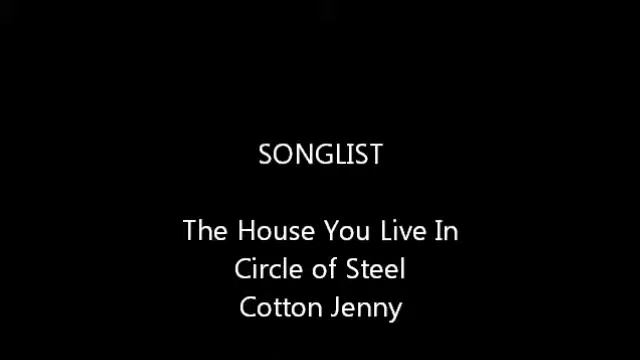 SONGLIST
The House You Live In
Circle of Steel
Cotton Jenny